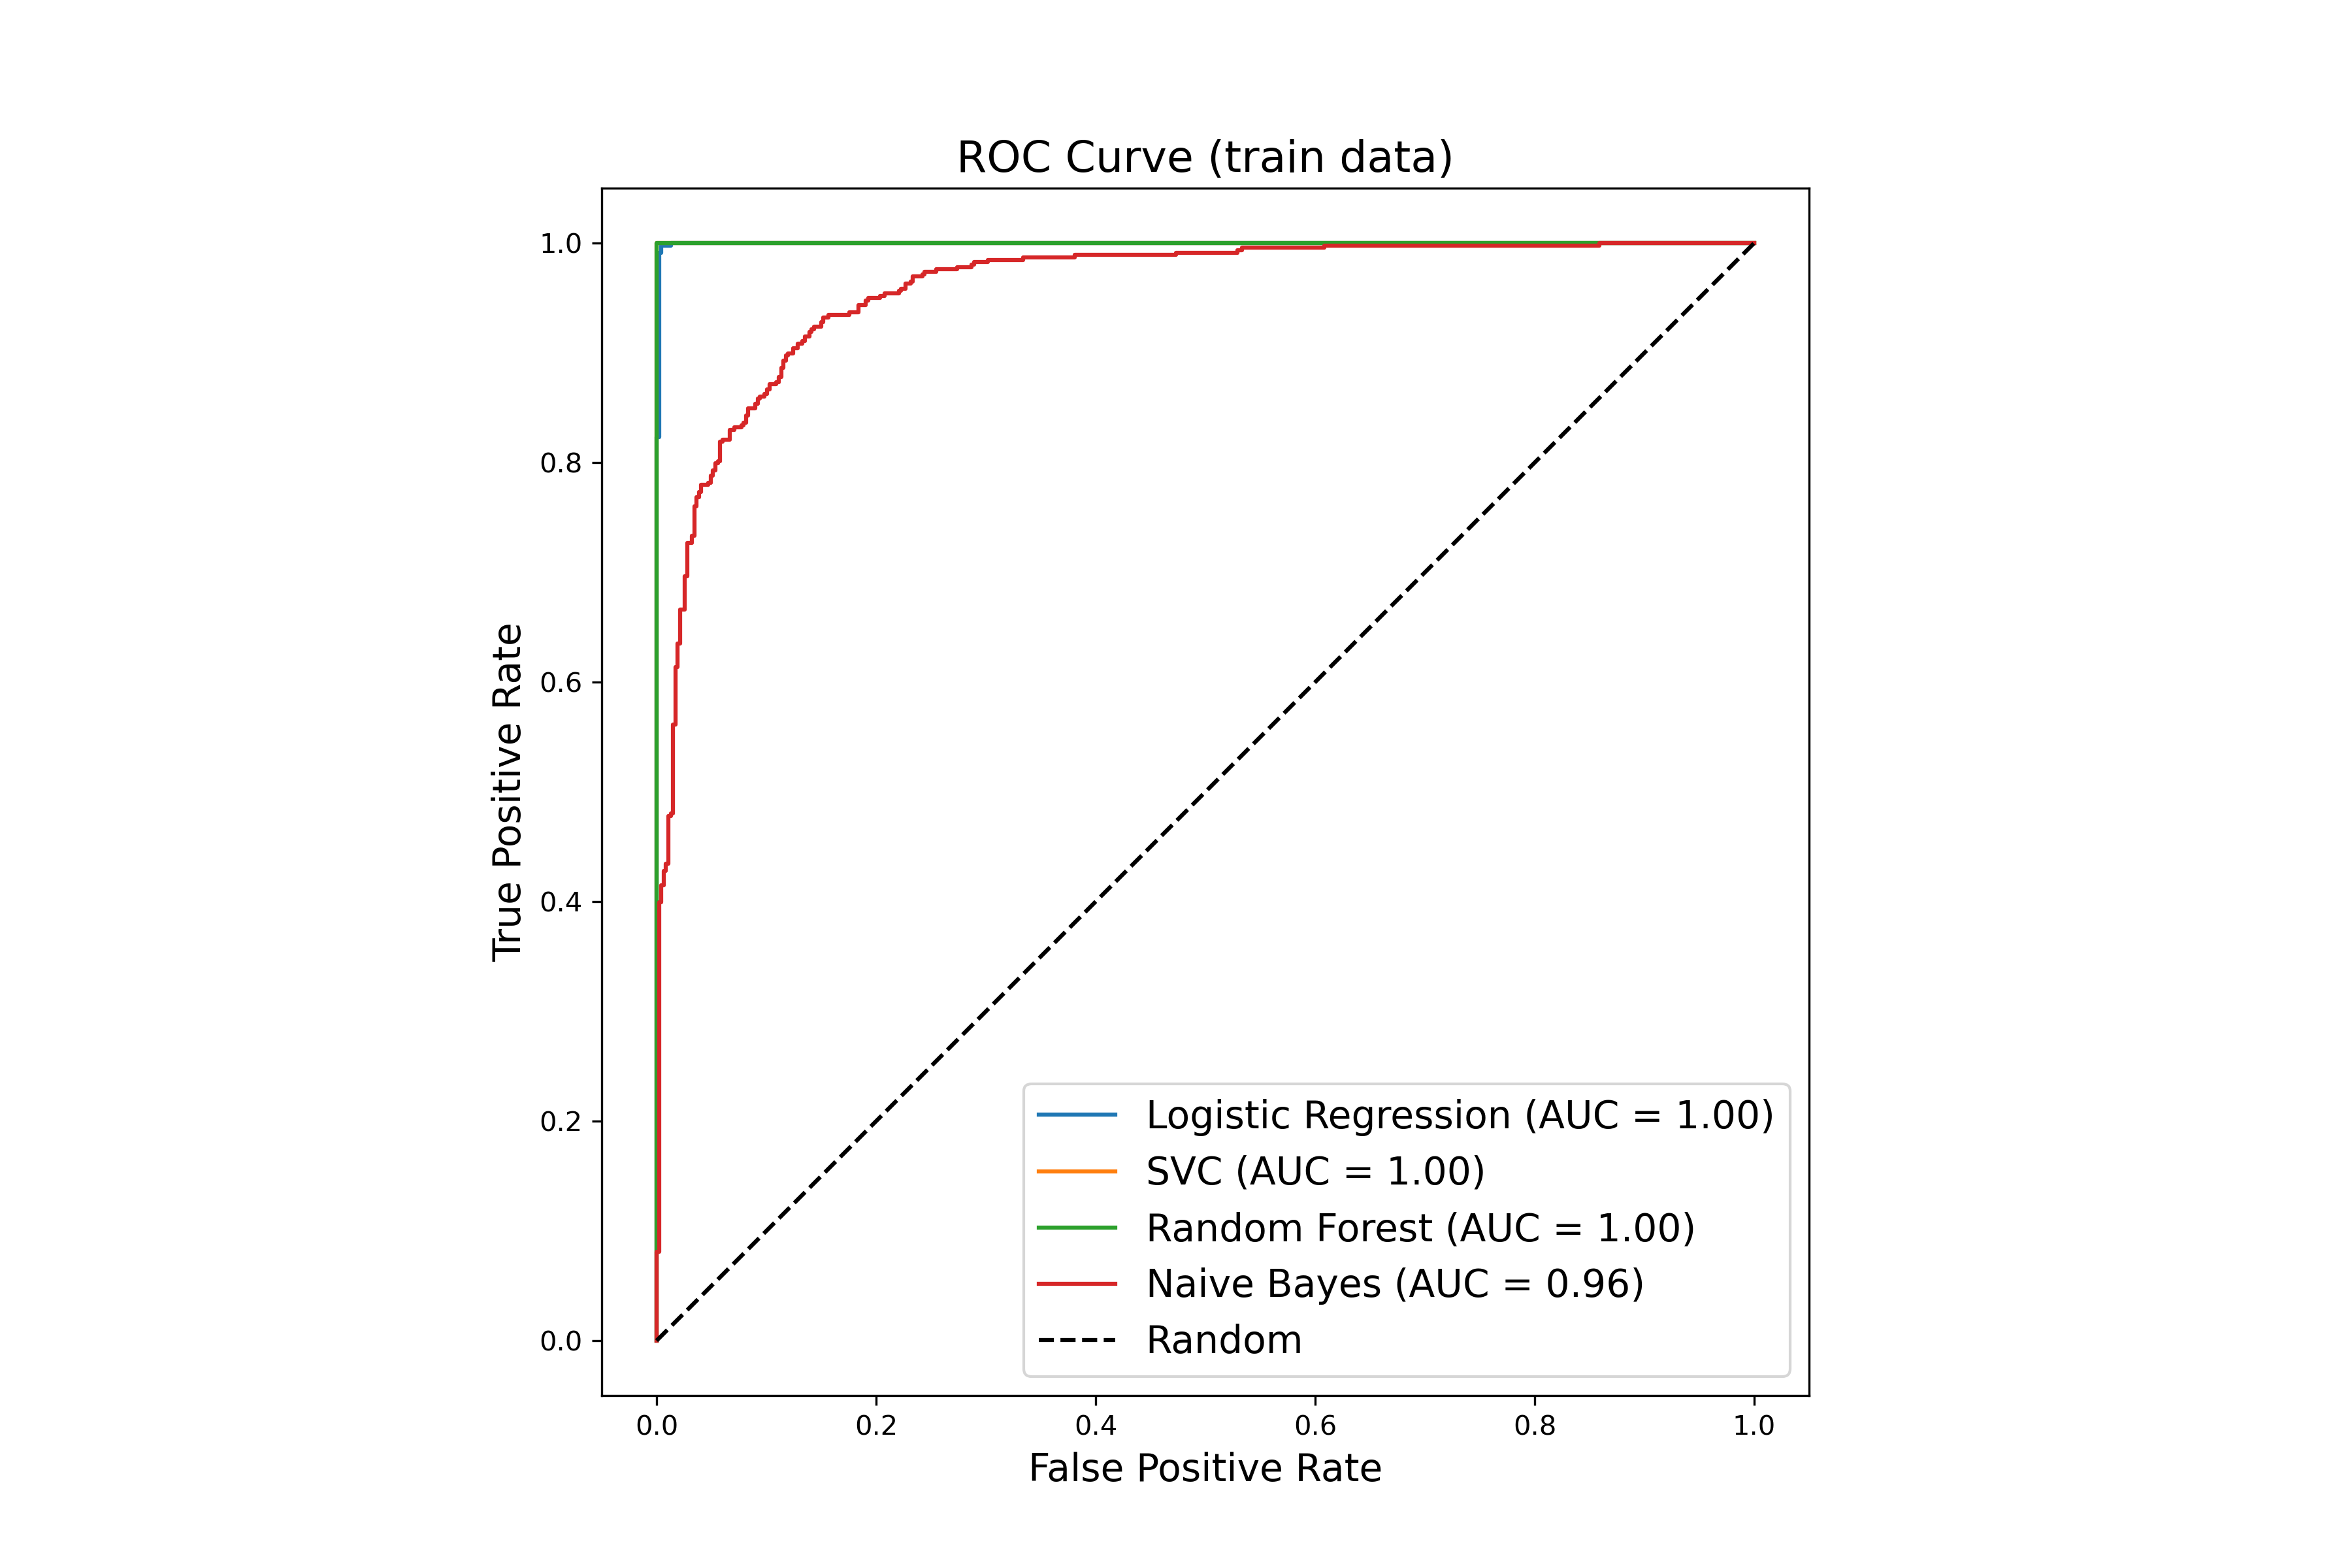 ROC Curve (train data)
True Positive Rate
1.0
0.8
0.6
0.4
0.2
0.0
Logistic Regression (AUC = 1.00)
SVC (AUC = 1.00)
Random Forest (AUC = 1.00)
Naive Bayes (AUC = 0.96)
Random
0.0 0.2 0.4 0.6 0.8 1.0
False Positive Rate